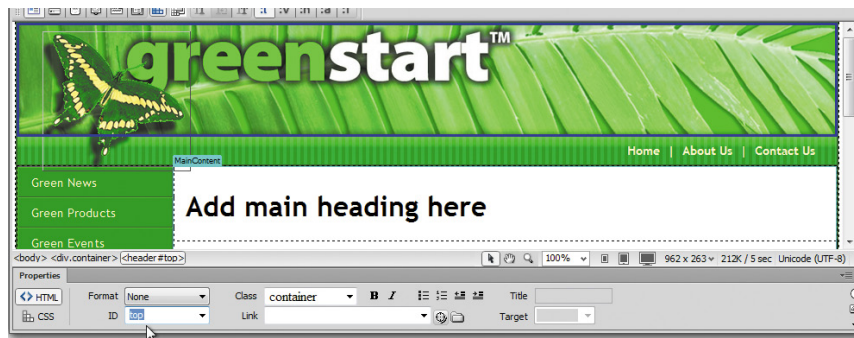 greenstart™
Home | About Us | Contact Us
MainContent
Green News
Green Products
Green Events
Add main heading here
<body> <div.container> <header #top>
100%
962 x 263
212K / 5 sec
Unicode (UTF-8)
Properties
<> HTML
Format
None
Class
container
B
I
Title
CSS
ID
top
Link
Target